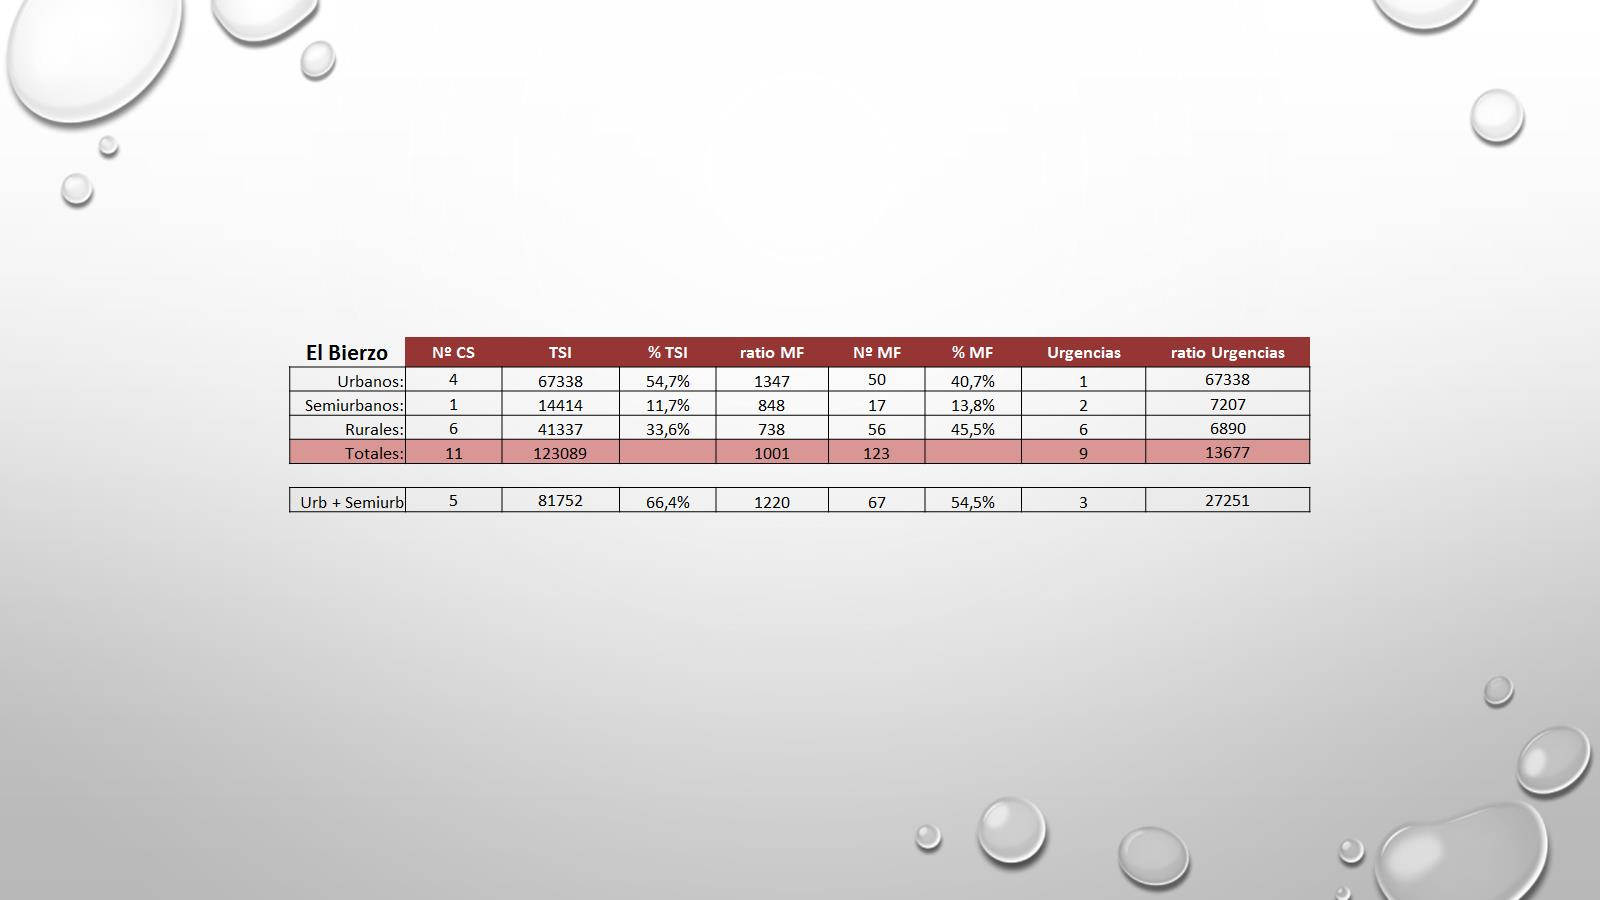 El Bierzo Nº CS TSI % TSI ratio MF Nº MF % MF Urgencias ratio Urgencias
Urbanos: 4 67338 54,7% 1347 50 40,7% 1 67338
Semiurbanos: 1 14414 11,7% 848 17 13,8% 2 7207
Rurales: 6 41337 33,6% 738 56 45,5% 6 6890
Totales: 11 123089 1001 123 9 13677
Urb + Semiurb 5 81752 66,4% 1220 67 54,5% 3 27251